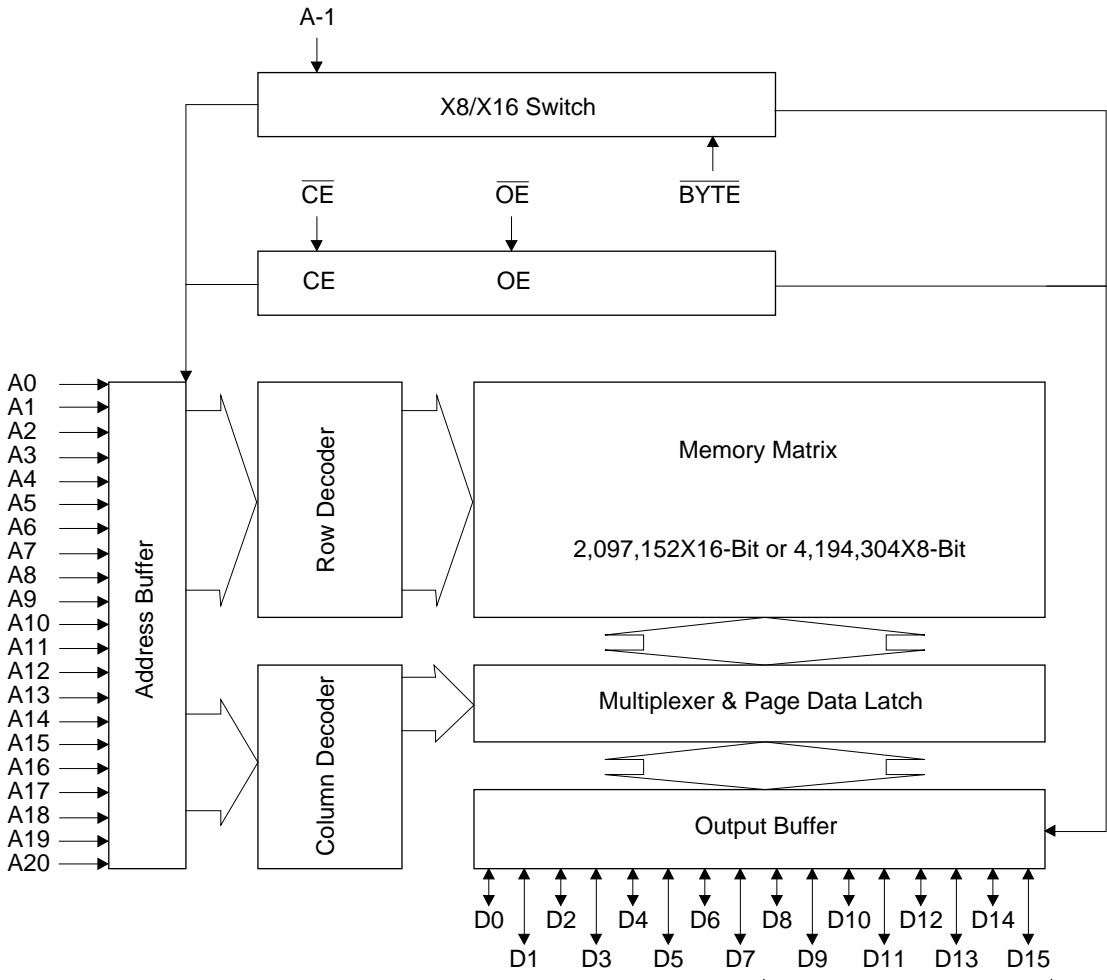 A-1
X8/X16 Switch
CE OE BYTE
CE OE
A0
A1
A2
A3
A4
A5
A6
A7
A8
A9
A10
A11
A12
A13
A14
A15
A16
A17
A18
A19
A20
Address Buffer
Row Decoder
Column Decoder
Memory Matrix
2,097,152X16-Bit or 4,194,304X8-Bit
Multiplexer & Page Data Latch
Output Buffer
D0 D2 D4 D6 D8 D10 D12 D14
D1 D3 D5 D7 D9 D11 D13 D15